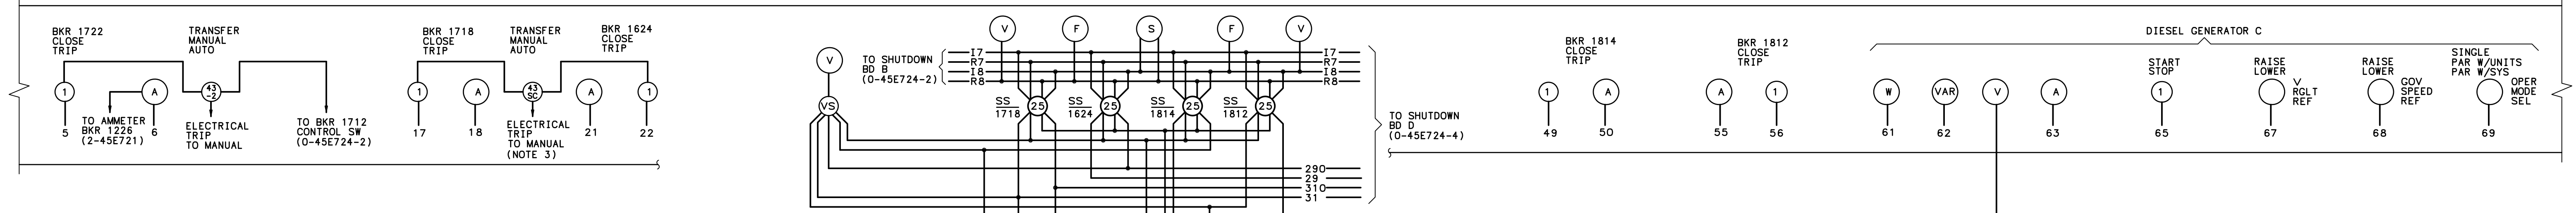 BKR 1722
CLOSE
TRIP
TRANSFER
MANUAL
AUTO
1
A
43
-2
5
TO AMMETER
BKR 1226
(2-45E721)
6
ELECTRICAL
TRIP
TO MANUAL
TO BKR 1712
CONTROL SW
(0-45E724-2)
BKR 1718
CLOSE
TRIP
TRANSFER
MANUAL
AUTO
BKR 1624
CLOSE
TRIP
1
A
43
SC
A
1
17
18
ELECTRICAL
TRIP
TO MANUAL
(NOTE 3)
21
22
V
VS
TO SHUTDOWN
BD B
(0-45E724-2)
V
F
S
F
V
I7
R7
I8
R8
I7
R7
I8
R8
SS
1718
25
SS
1624
25
SS
1814
25
SS
1812
25
290
29
310
31
TO SHUTDOWN
BD D
(0-45E724-4)
BKR 1814
CLOSE
TRIP
1
A
49
50
BKR 1812
CLOSE
TRIP
A
1
55
56
DIESEL GENERATOR C
W
VAR
V
A
61
62
63
START
STOP
1
65
RAISE
LOWER
V
RGLT
REF
67
RAISE
LOWER
GOV
SPEED
REF
68
SINGLE
PAR W/UNITS
PAR W/SYS
OPER
MODE
SEL
69